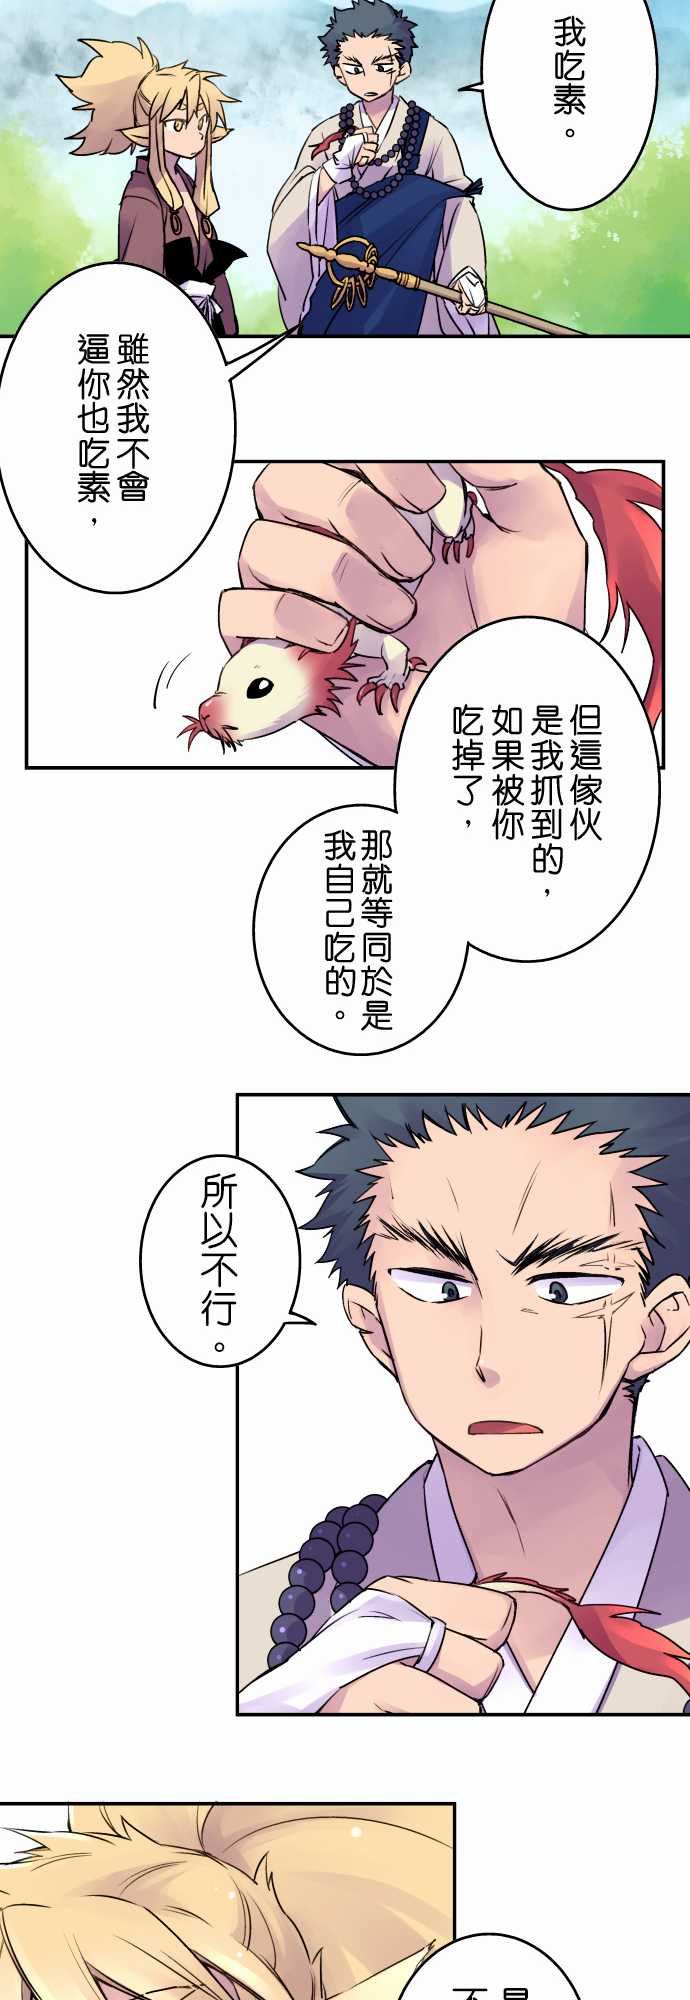 我吃素。
雖然我不會
逼你也吃素，
但這傢伙
是我抓到的，
如果被你
吃掉了，
那就等同於是
我自己吃的。
所以不行。